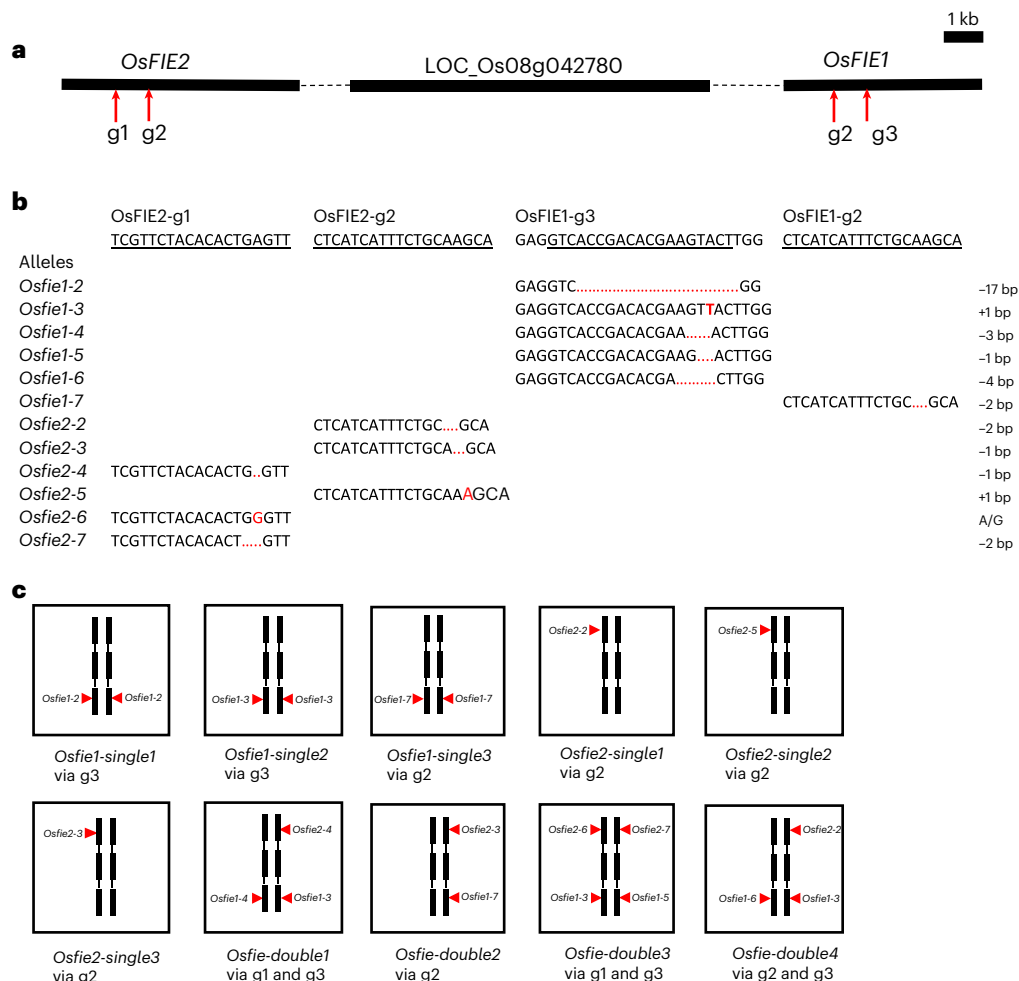 a
1 kb
OsFIE2 LOC_Os08g042780 OsFIE1
g1 g2 g2 g3
b
OsFIE2-g1 OsFIE2-g2 OsFIE1-g3 OsFIE1-g2
TCGTTCTACACACTGAGTT CTCATCATTTCTGCAAGCA GAGGTCACCGACACGAAGTACTTGG CTCATCATTTCTGCAAGCA
Alleles
Osfie1-2 GAGGTC........................................GG –17 bp
Osfie1-3 GAGGTCACCGACACGAAGTTACTTGG +1 bp
Osfie1-4 GAGGTCACCGACACGAA......ACTTGG –3 bp
Osfie1-5 GAGGTCACCGACACGAAG....ACTTGG –1 bp
Osfie1-6 GAGGTCACCGACACGA..........CTTGG –4 bp
Osfie1-7 CTCATCATTTCTGC....GCA –2 bp
Osfie2-2 CTCATCATTTCTGC....GCA –2 bp
Osfie2-3 CTCATCATTTCTGCA...GCA –1 bp
Osfie2-4 TCGTTCTACACACTG..GTT –1 bp
Osfie2-5 CTCATCATTTCTGCAAAGCA +1 bp
Osfie2-6 TCGTTCTACACACTGGGTT A/G
Osfie2-7 TCGTTCTACACACT.....GTT –2 bp
c
Osfie1-2 Osfie1-2
Osfie1-single1
via g3
Osfie1-3 Osfie1-3
Osfie1-single2
via g3
Osfie1-7 Osfie1-7
Osfie1-single3
via g2
Osfie2-2
Osfie2-single1
via g2
Osfie2-5
Osfie2-single2
via g2
Osfie2-3
Osfie2-single3
via g2
Osfie2-4
Osfie1-4 Osfie1-3
Osfie-double1
via g1 and g3
Osfie2-3
Osfie1-7
Osfie-double2
via g2
Osfie2-6 Osfie2-7
Osfie1-3 Osfie1-5
Osfie-double3
via g1 and g3
Osfie2-2
Osfie1-6 Osfie1-3
Osfie-double4
via g2 and g3